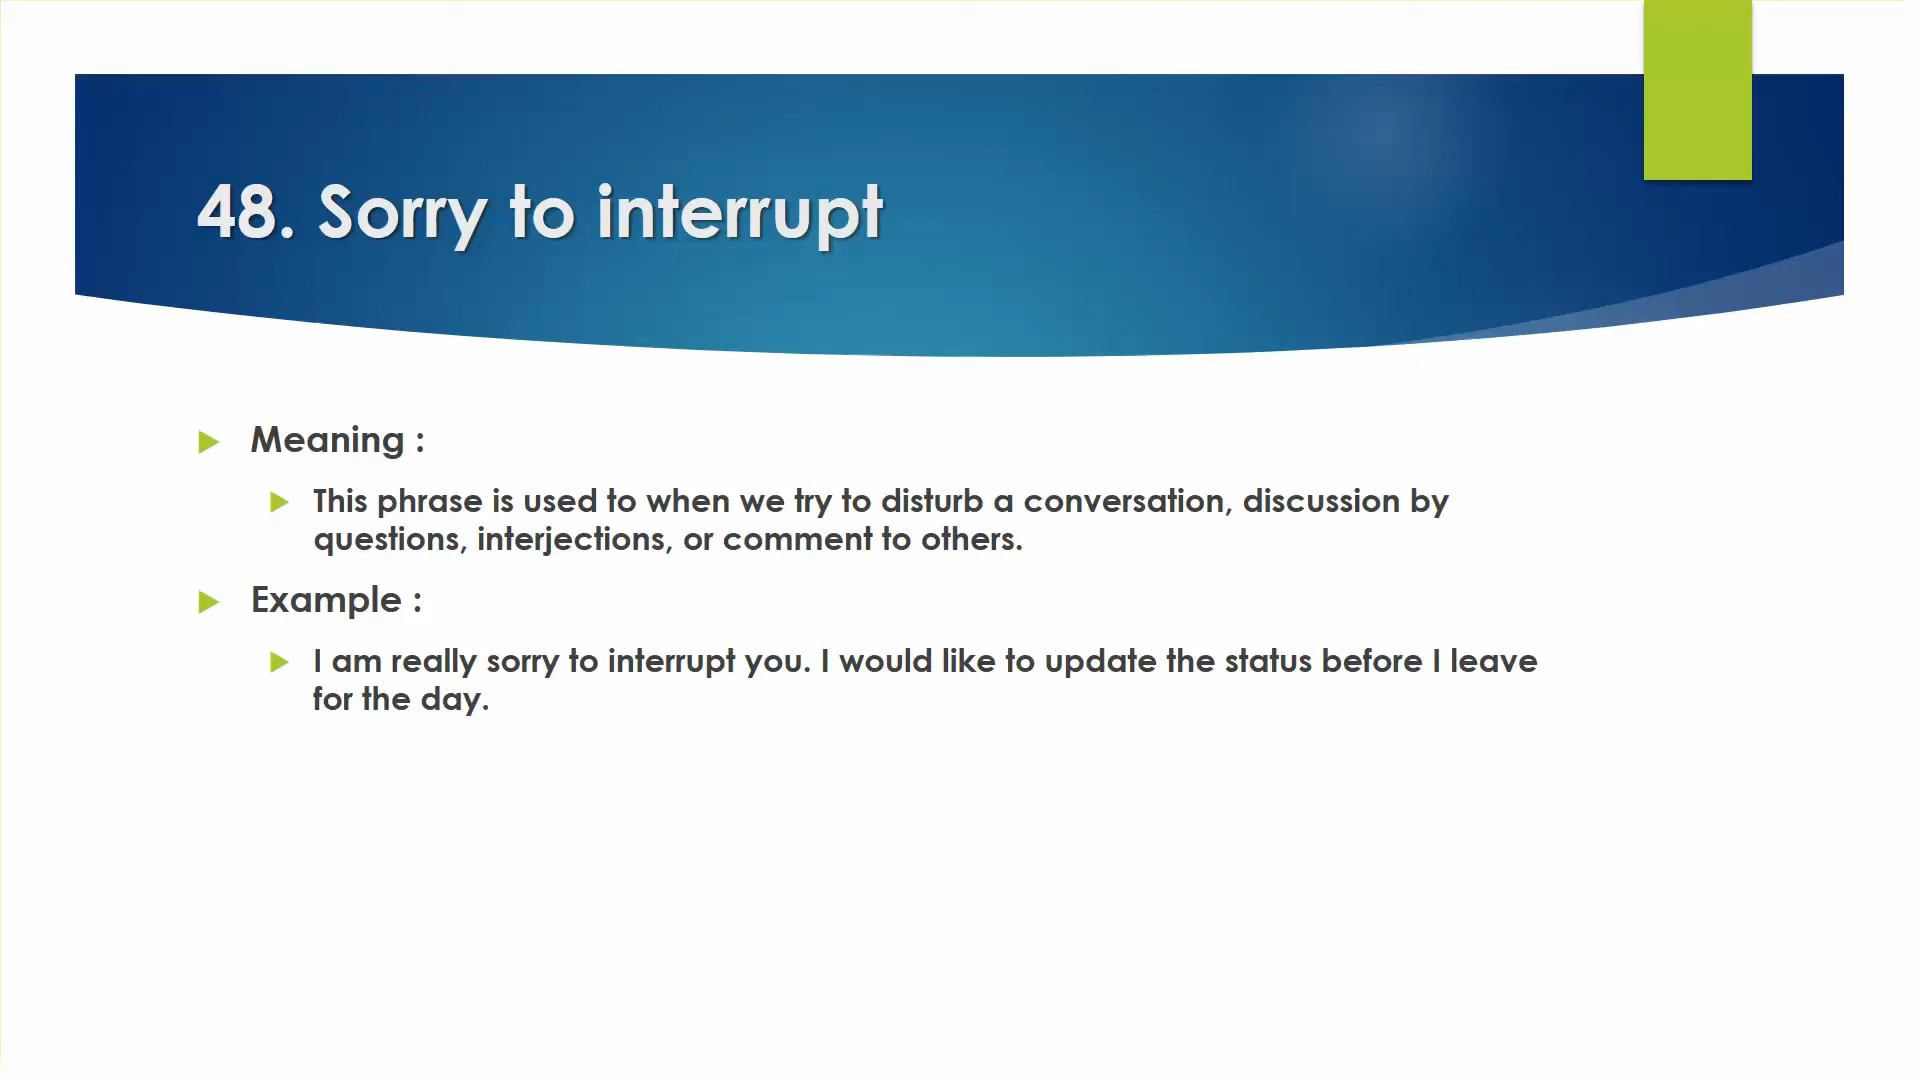 48. Sorry to interrupt
Meaning :
This phrase is used to when we try to disturb a conversation, discussion by
questions, interjections, or comment to others.
Example :
I am really sorry to interrupt you. I would like to update the status before I leave
for the day.